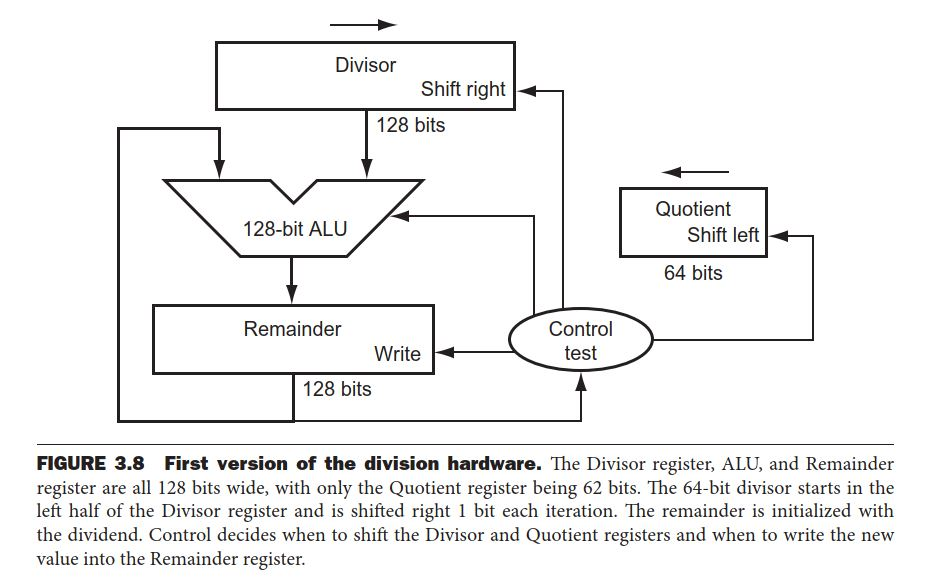 Divisor
Shift right
128 bits
128-bit ALU
Quotient
Shift left
64 bits
Remainder
Write
Control
test
128 bits
FIGURE 3.8 First version of the division hardware. The Divisor register, ALU, and Remainder
register are all 128 bits wide, with only the Quotient register being 62 bits. The 64-bit divisor starts in the
left half of the Divisor register and is shifted right 1 bit each iteration. The remainder is initialized with
the dividend. Control decides when to shift the Divisor and Quotient registers and when to write the new
value into the Remainder register.